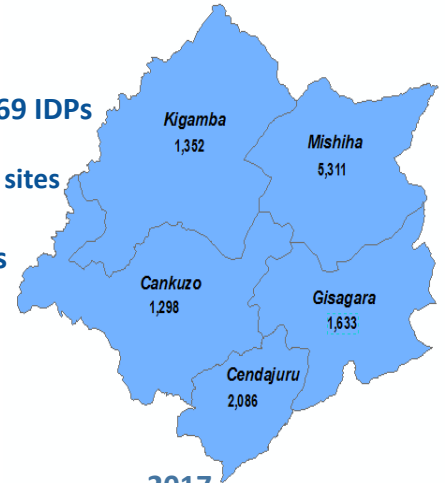 69 IDPs
Kigamba
1,352
Mishiha
5,311
sites
s
Cankuzo
1,298
Gisagara
1,633
Cendajuru
2,086
2017